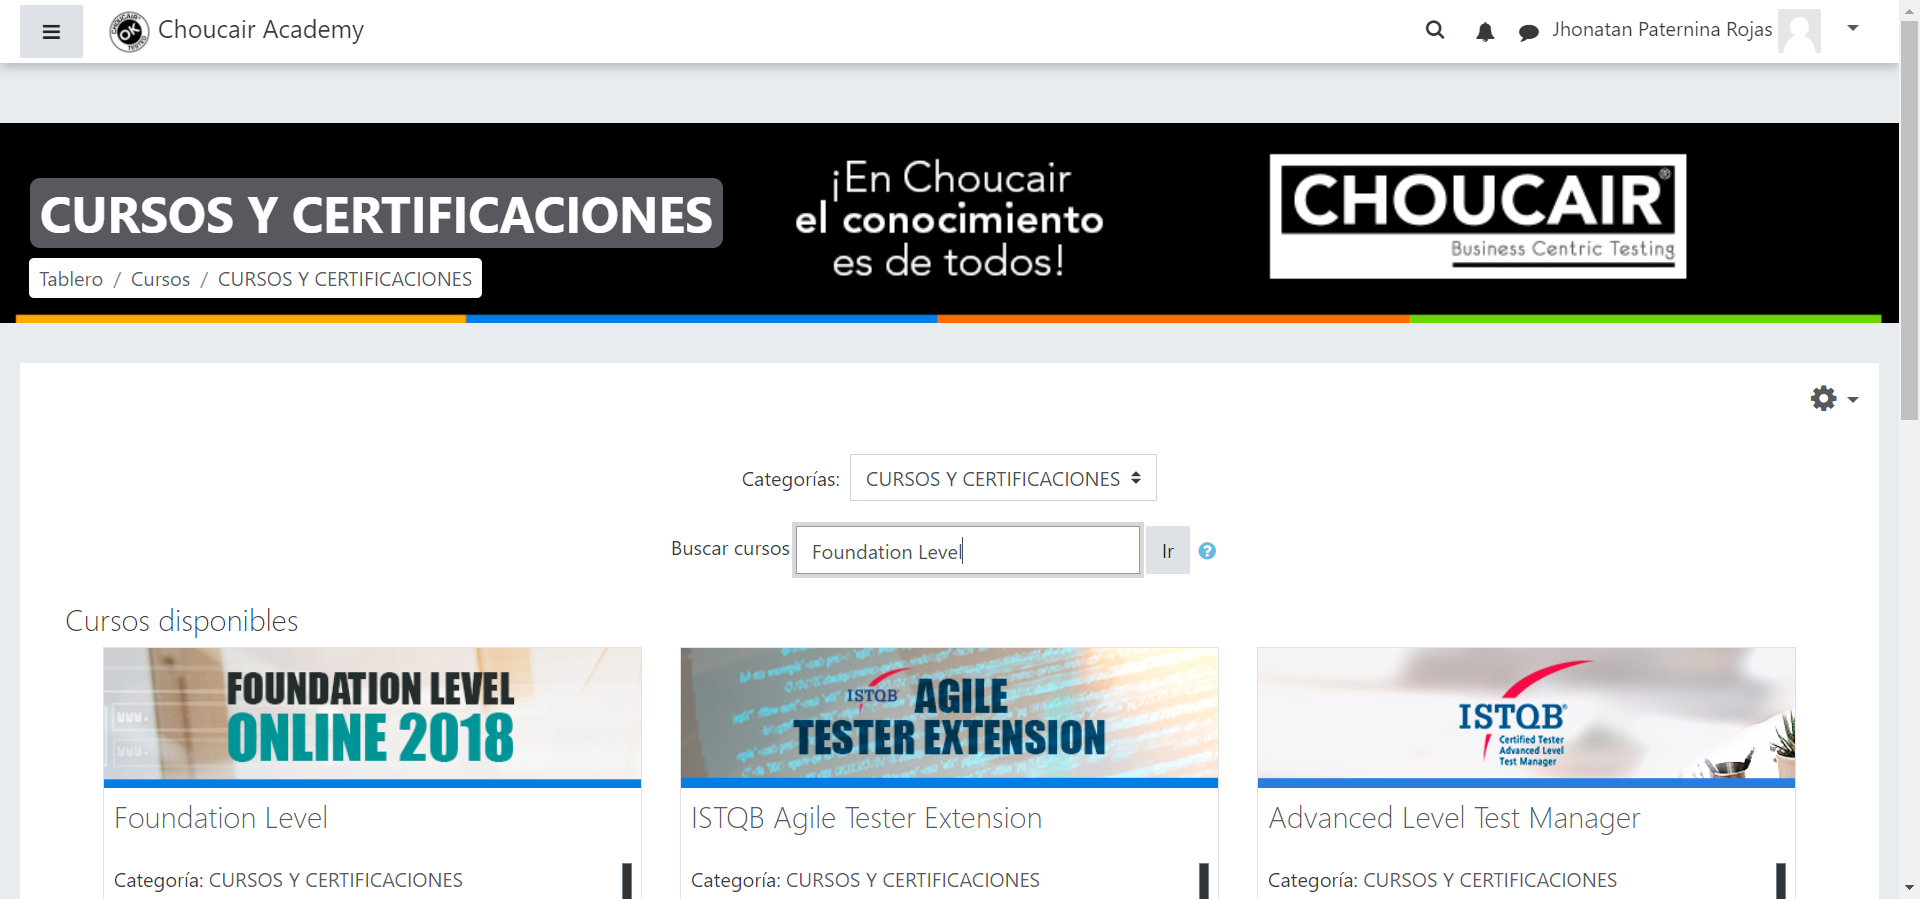 Choucair Academy
Jhonatan Paternina Rojas
CURSOS Y CERTIFICACIONES
Tablero / Cursos / CURSOS Y CERTIFICACIONES
¡En Choucair
el conocimiento
es de todos!
CHOUCAIR®
Business Centric Testing
Categorías: CURSOS Y CERTIFICACIONES
Buscar cursos Foundation Level Ir
Cursos disponibles
FOUNDATION LEVEL
ONLINE 2018
Foundation Level
Categoría: CURSOS Y CERTIFICACIONES
ISTQB AGILE
TESTER EXTENSION
ISTQB Agile Tester Extension
Categoría: CURSOS Y CERTIFICACIONES
ISTQB®
Certified Tester
Advanced Level
Test Manager
Advanced Level Test Manager
Categoría: CURSOS Y CERTIFICACIONES